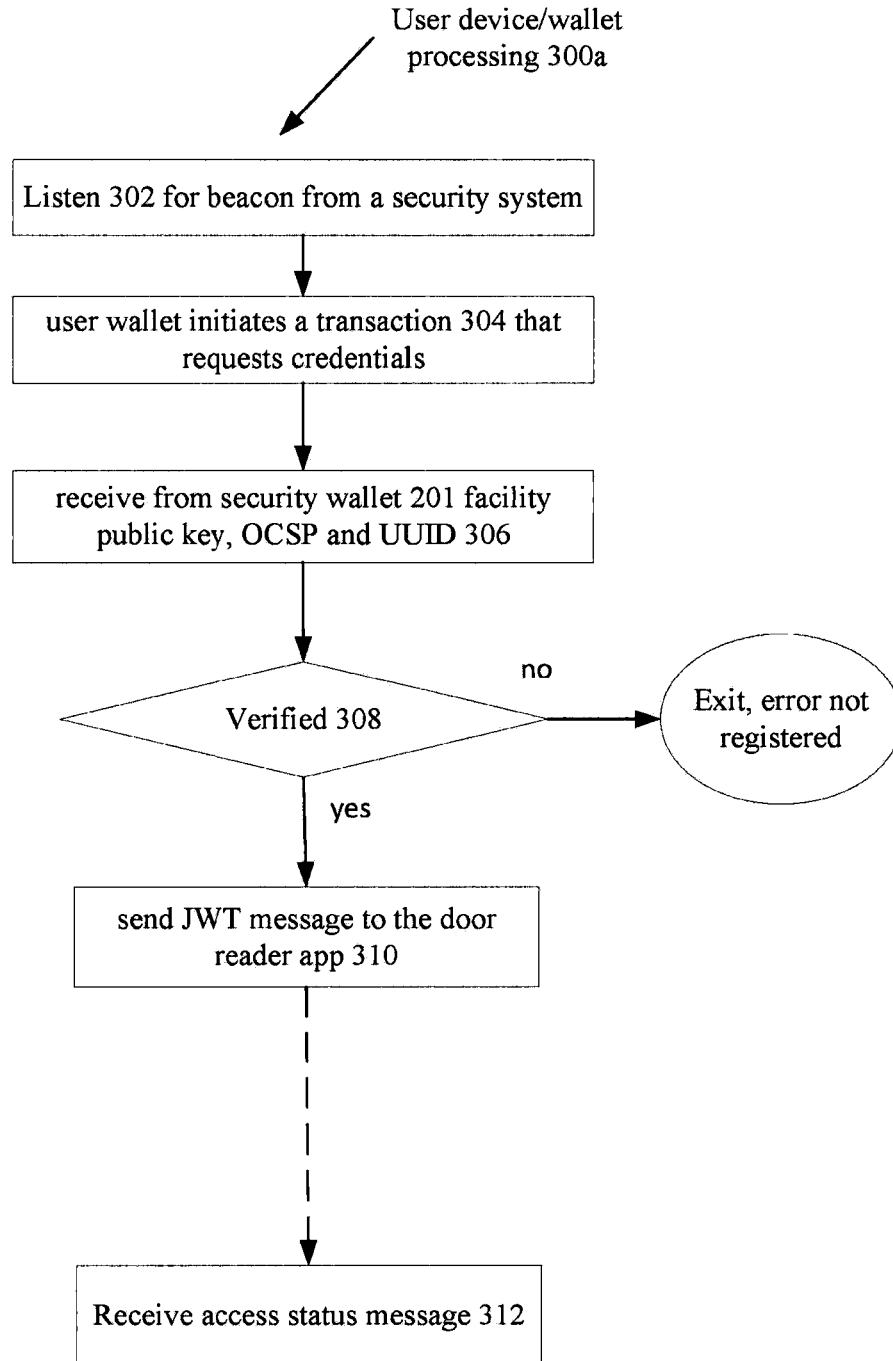 User device/wallet
processing 300a
Listen 302 for beacon from a security system
user wallet initiates a transaction 304 that
requests credentials
receive from security wallet 201 facility
public key, OCSP and UUID 306
no
Verified 308
Exit, error not
registered
yes
send JWT message to the door
reader app 310
Receive access status message 312